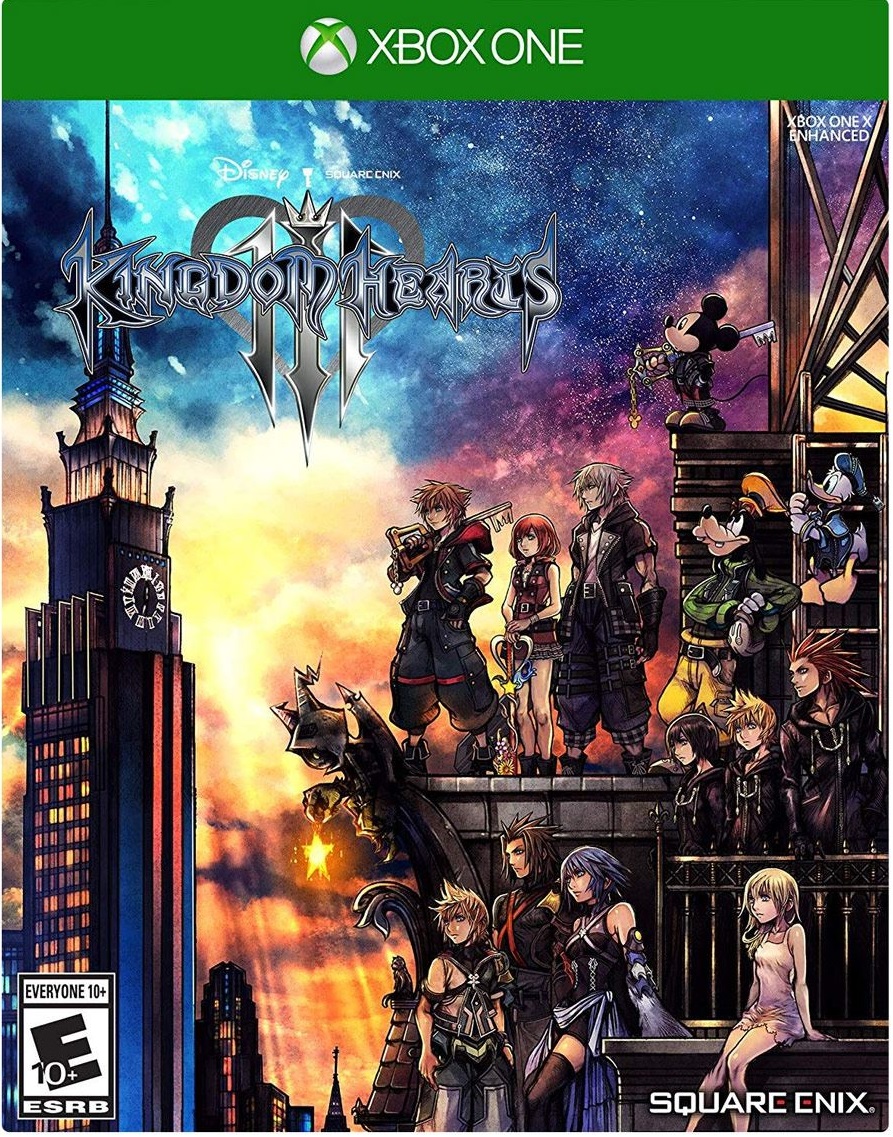 XBOX ONE
XBOX ONE X
ENHANCED
Disney SQUARE ENIX
KINGDOM HEARTS
III
EVERYONE 10+
E
10+
ESRB
SQUARE ENIX®